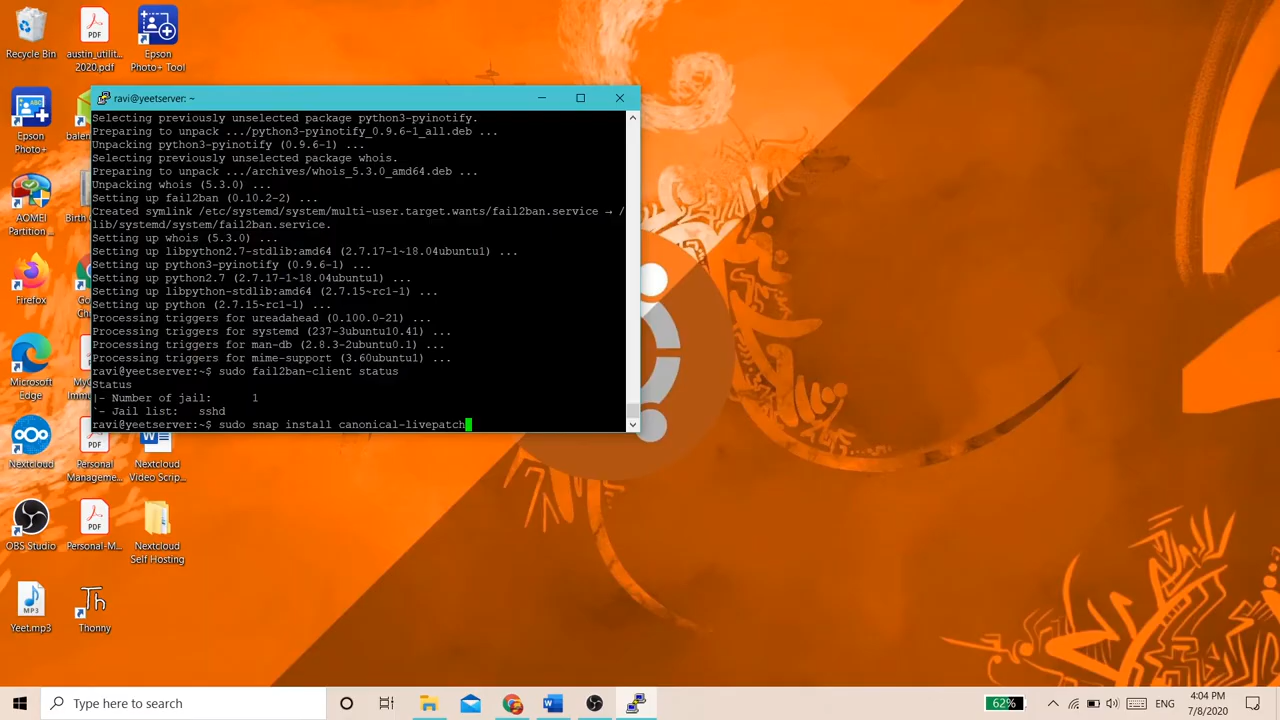 Recycle Bin
austin_utilit...
2020.pdf
Epson
Photo+ Tool
Epson
Photo+
AOMEI
Partition...
Firefox
Microsoft
Edge
Nextcloud
Personal
Manageme...
Nextcloud
Video Scrip...
OBS Studio
Personal-M...
Nextcloud
Self Hosting
Yeet.mp3
Thonny
ravi@yeetserver: ~
Selecting previously unselected package python3-pyinotify.
Preparing to unpack .../python3-pyinotify_0.9.6-1_all.deb ...
Unpacking python3-pyinotify (0.9.6-1) ...
Selecting previously unselected package whois.
Preparing to unpack .../archives/whois_5.3.0_amd64.deb ...
Unpacking whois (5.3.0) ...
Setting up fail2ban (0.10.2-2) ...
Created symlink /etc/systemd/system/multi-user.target.wants/fail2ban.service → /
lib/systemd/system/fail2ban.service.
Setting up whois (5.3.0) ...
Setting up libpython2.7-stdlib:amd64 (2.7.17-1~18.04ubuntu1) ...
Setting up python3-pyinotify (0.9.6-1) ...
Setting up python2.7 (2.7.17-1~18.04ubuntu1) ...
Setting up libpython-stdlib:amd64 (2.7.15~rc1-1) ...
Setting up python (2.7.15~rc1-1) ...
Processing triggers for ureadahead (0.100.0-21) ...
Processing triggers for systemd (237-3ubuntu10.41) ...
Processing triggers for man-db (2.8.3-2ubuntu0.1) ...
Processing triggers for mime-support (3.60ubuntu1) ...
ravi@yeetserver:~$ sudo fail2ban-client status
Status
|- Number of jail: 1
`- Jail list: sshd
ravi@yeetserver:~$ sudo snap install canonical-livepatch
Type here to search
62%
ENG
4:04 PM
7/8/2020